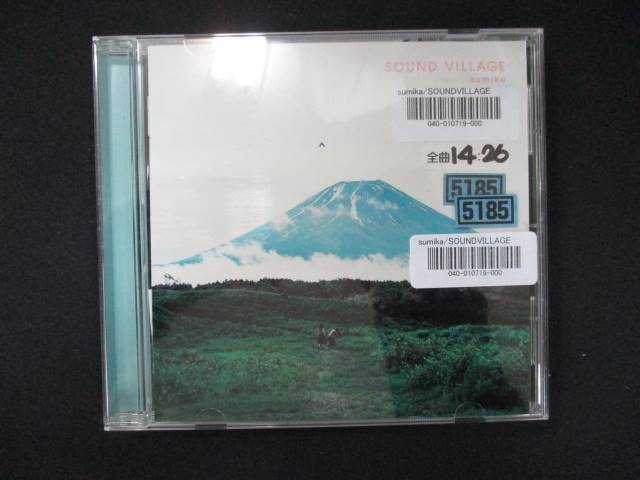 SOUND VILLAGE
sumika
sumika/SOUNDVILLAGE
040-010719-000
全曲14:26
5185
5185
sumika/SOUNDVILLAGE
040-010719-000